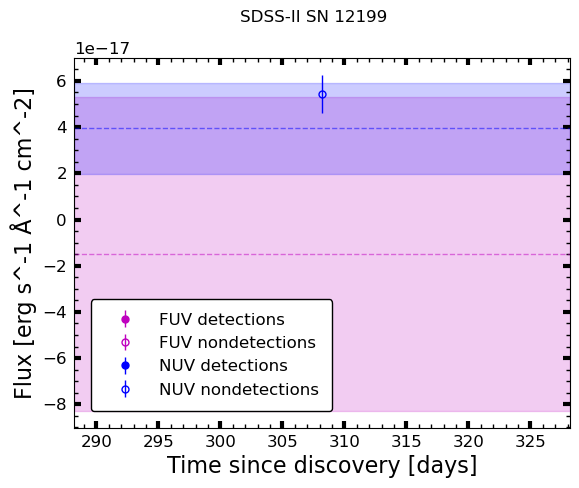 SDSS-II SN 12199
1e−17
6
4
2
0
−2
−4
−6
−8
Flux [erg s^-1 Å^-1 cm^-2]
FUV detections
FUV nondetections
NUV detections
NUV nondetections
290 295 300 305 310 315 320 325
Time since discovery [days]